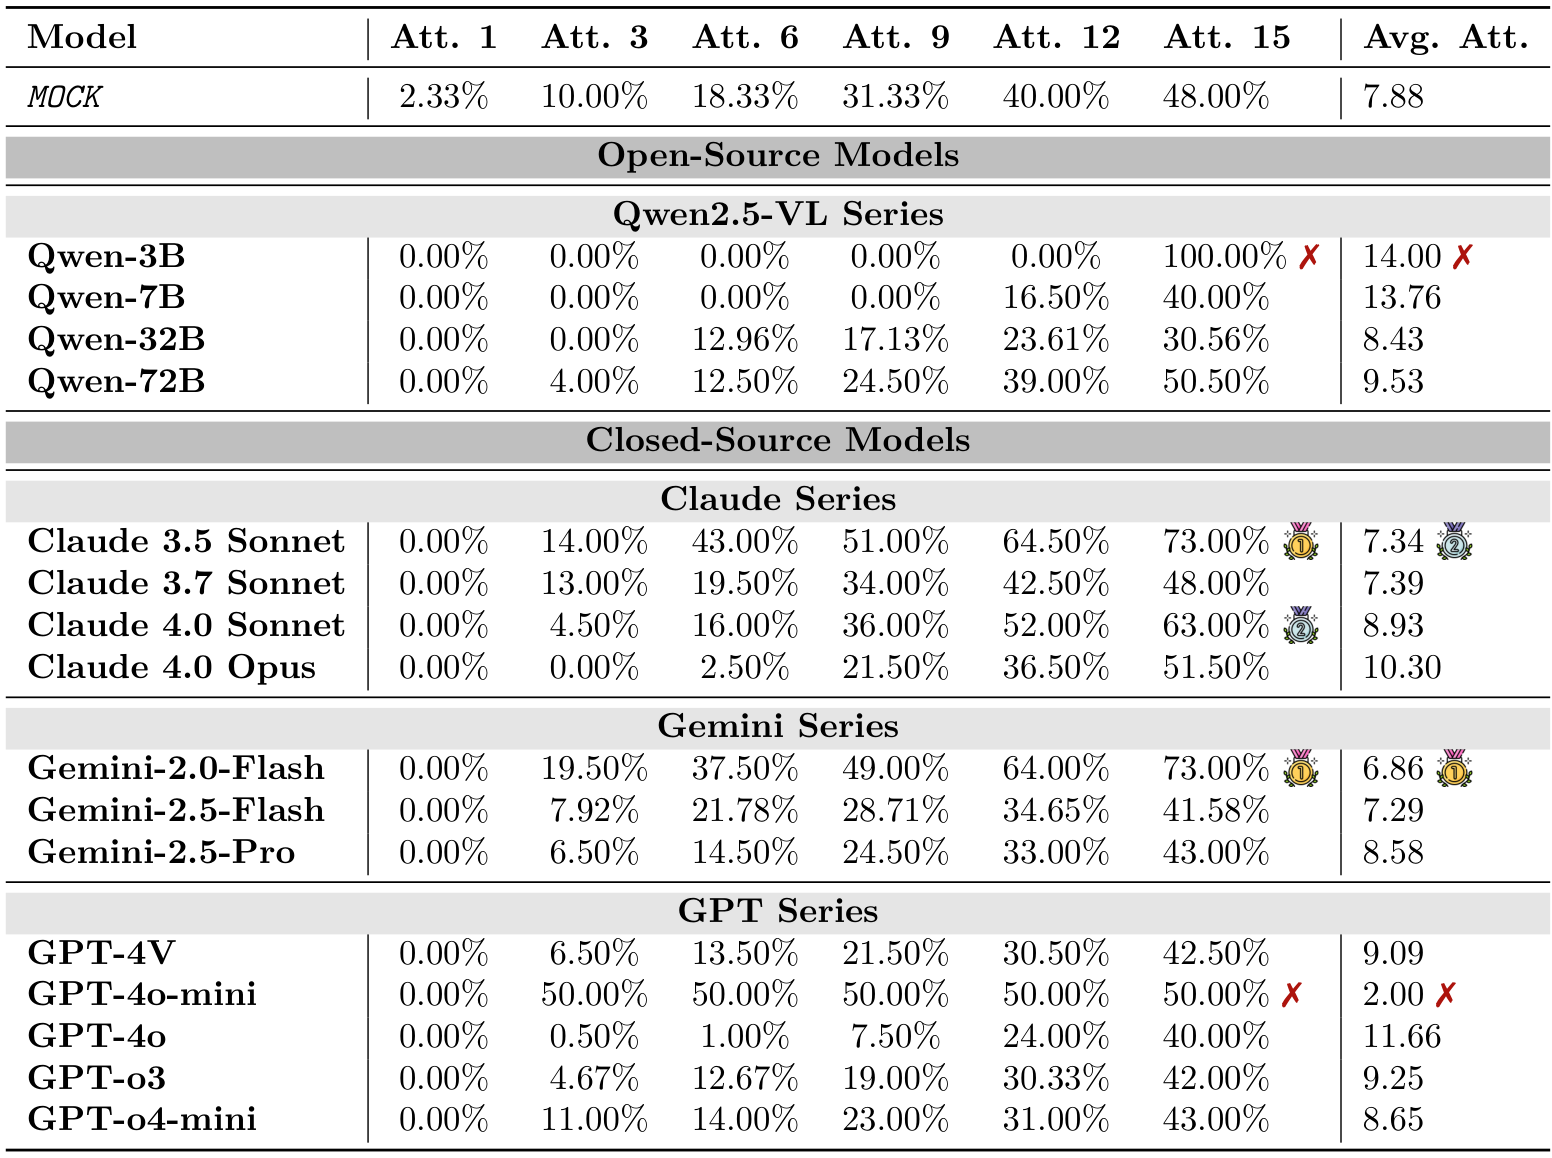 Model Att. 1 Att. 3 Att. 6 Att. 9 Att. 12 Att. 15 Avg. Att.
MOCK 2.33% 10.00% 18.33% 31.33% 40.00% 48.00% 7.88
Open-Source Models
Qwen2.5-VL Series
Qwen-3B 0.00% 0.00% 0.00% 0.00% 0.00% 100.00% ✗ 14.00 ✗
Qwen-7B 0.00% 0.00% 0.00% 0.00% 16.50% 40.00% 13.76
Qwen-32B 0.00% 0.00% 12.96% 17.13% 23.61% 30.56% 8.43
Qwen-72B 0.00% 4.00% 12.50% 24.50% 39.00% 50.50% 9.53
Closed-Source Models
Claude Series
Claude 3.5 Sonnet 0.00% 14.00% 43.00% 51.00% 64.50% 73.00% 1 7.34 2
Claude 3.7 Sonnet 0.00% 13.00% 19.50% 34.00% 42.50% 48.00% 7.39
Claude 4.0 Sonnet 0.00% 4.50% 16.00% 36.00% 52.00% 63.00% 2 8.93
Claude 4.0 Opus 0.00% 0.00% 2.50% 21.50% 36.50% 51.50% 10.30
Gemini Series
Gemini-2.0-Flash 0.00% 19.50% 37.50% 49.00% 64.00% 73.00% 1 6.86 1
Gemini-2.5-Flash 0.00% 7.92% 21.78% 28.71% 34.65% 41.58% 7.29
Gemini-2.5-Pro 0.00% 6.50% 14.50% 24.50% 33.00% 43.00% 8.58
GPT Series
GPT-4V 0.00% 6.50% 13.50% 21.50% 30.50% 42.50% 9.09
GPT-4o-mini 0.00% 50.00% 50.00% 50.00% 50.00% 50.00% ✗ 2.00 ✗
GPT-4o 0.00% 0.50% 1.00% 7.50% 24.00% 40.00% 11.66
GPT-o3 0.00% 4.67% 12.67% 19.00% 30.33% 42.00% 9.25
GPT-o4-mini 0.00% 11.00% 14.00% 23.00% 31.00% 43.00% 8.65